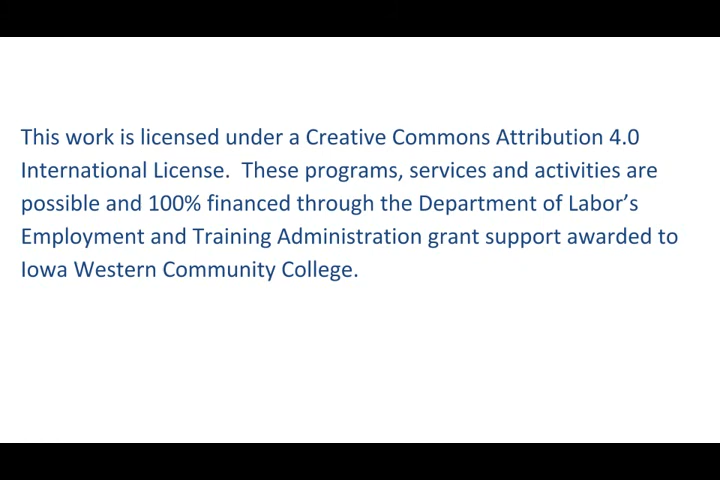 This work is licensed under a Creative Commons Attribution 4.0
International License.  These programs, services and activities are
possible and 100% financed through the Department of Labor’s
Employment and Training Administration grant support awarded to
Iowa Western Community College.